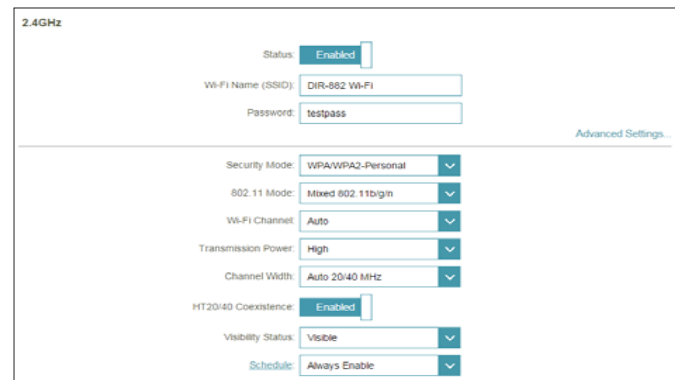 2.4GHz
Status: Enabled
Wi-Fi Name (SSID): DIR-882 Wi-Fi
Password: testpass
Advanced Settings...
Security Mode: WPA/WPA2-Personal
802.11 Mode: Mixed 802.11b/g/n
Wi-Fi Channel: Auto
Transmission Power: High
Channel Width: Auto 20/40 MHz
HT20/40 Coexistence: Enabled
Visibility Status: Visible
Schedule: Always Enable